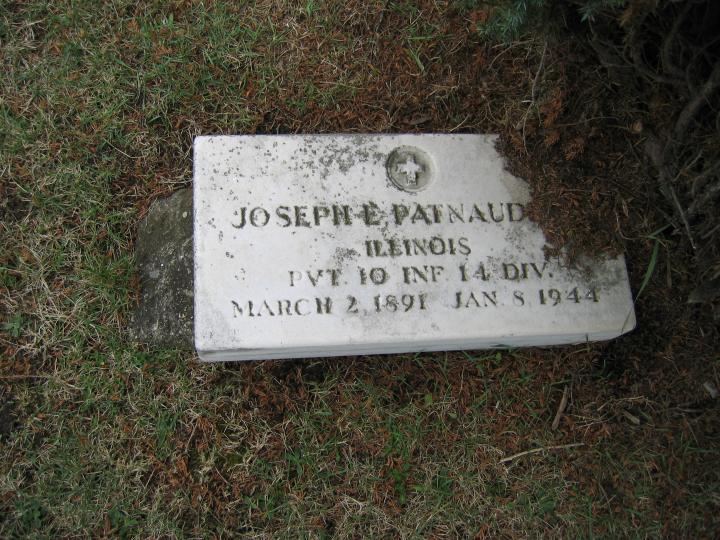 JOSEPH E PATNAUD
ILLINOIS
PVT. 10 INF. 14 DIV.
MARCH 2, 1891 JAN. 8, 1944